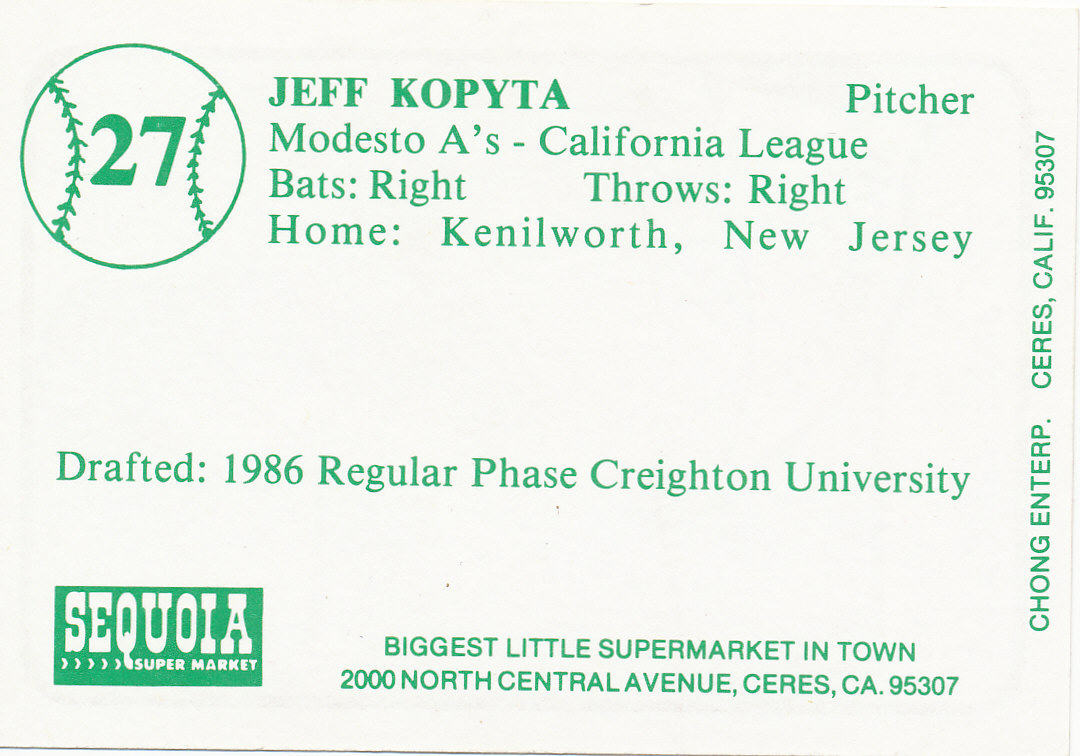 27
JEFF KOPYTA Pitcher
Modesto A's - California League
Bats: Right Throws: Right
Home: Kenilworth, New Jersey
Drafted: 1986 Regular Phase Creighton University
SEQUOIA
SUPER MARKET
BIGGEST LITTLE SUPERMARKET IN TOWN
2000 NORTH CENTRAL AVENUE, CERES, CA. 95307
CHONG ENTERP. CERES, CALIF. 95307